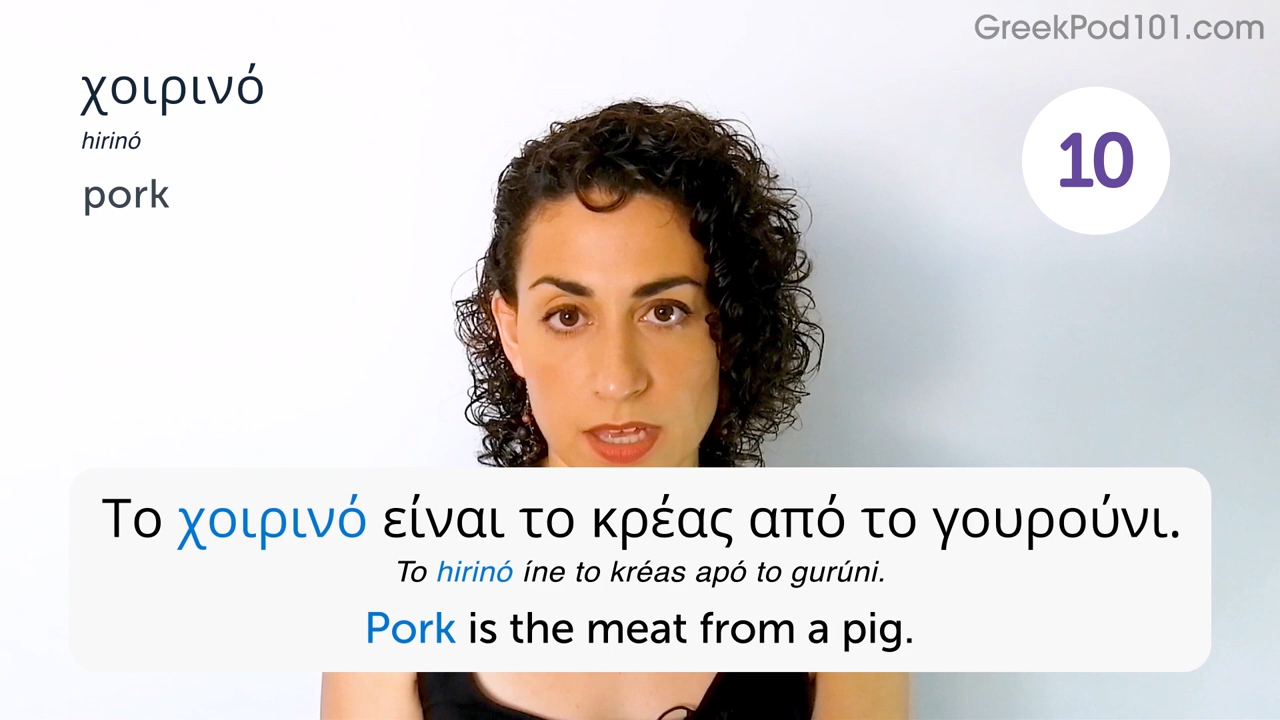 GreekPod101.com
χοιρινό
hirinó
pork
10
Το χοιρινό είναι το κρέας από το γουρούνι.
To hirinó íne to kréas apó to gurúni.
Pork is the meat from a pig.